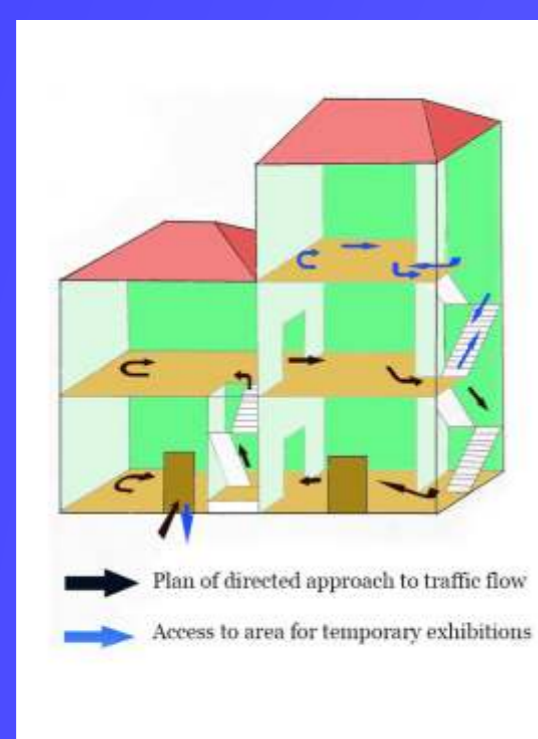 Plan of directed approach to traffic flow
Access to area for temporary exhibitions